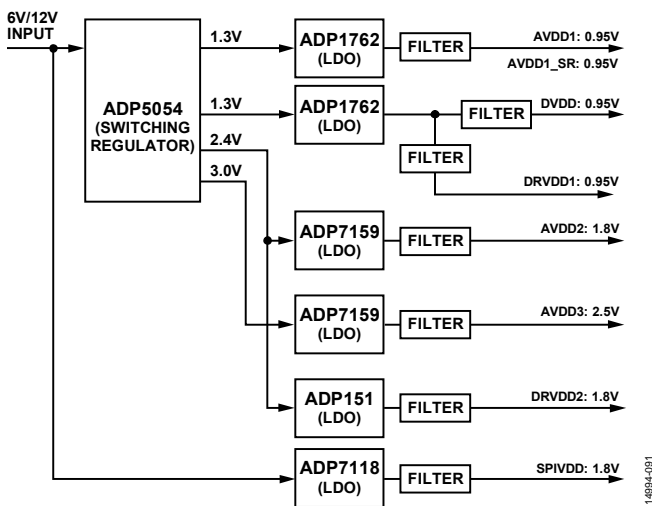 6V/12V
INPUT
1.3V
ADP1762
(LDO)
FILTER
AVDD1: 0.95V
AVDD1_SR: 0.95V
ADP5054
(SWITCHING
REGULATOR)
1.3V
ADP1762
(LDO)
FILTER
DVDD: 0.95V
2.4V
FILTER
3.0V
DRVDD1: 0.95V
ADP7159
(LDO)
FILTER
AVDD2: 1.8V
ADP7159
(LDO)
FILTER
AVDD3: 2.5V
ADP151
(LDO)
FILTER
DRVDD2: 1.8V
ADP7118
(LDO)
FILTER
SPIVDD: 1.8V
14994-091